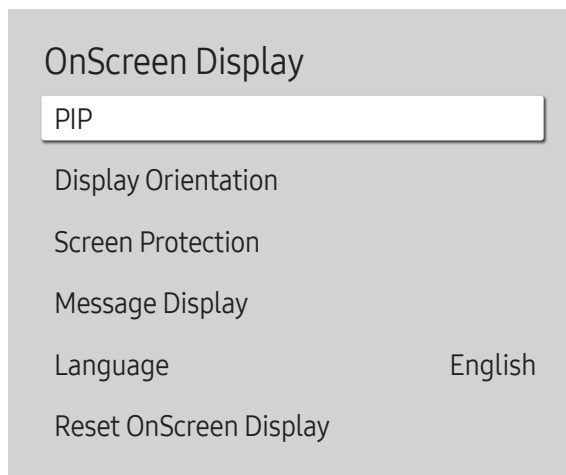 OnScreen Display
PIP
Display Orientation
Screen Protection
Message Display
Language English
Reset OnScreen Display